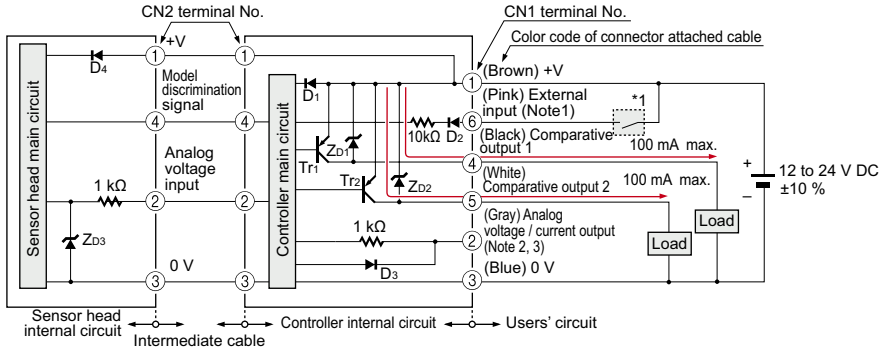 CN2 terminal No.
CN1 terminal No.
Color code of connector attached cable
+V
1
1
D4
Model
discrimination
signal
4
4
Analog
voltage
input
1 kΩ
2
2
ZD3
0 V
3
3
Sensor head main circuit
Controller main circuit
D1
10kΩ
D2
ZD1
Tr1
Tr2
ZD2
1 kΩ
D3
1
(Brown) +V
(Pink) External
input (Note1)
*1
6
(Black) Comparative
output 1
100 mA max.
4
(White)
Comparative output 2
100 mA max.
5
(Gray) Analog
voltage / current output
(Note 2, 3)
2
(Blue) 0 V
3
Load
Load
+
−
12 to 24 V DC
±10 %
Sensor head
internal circuit
Intermediate cable
Controller internal circuit
Users' circuit